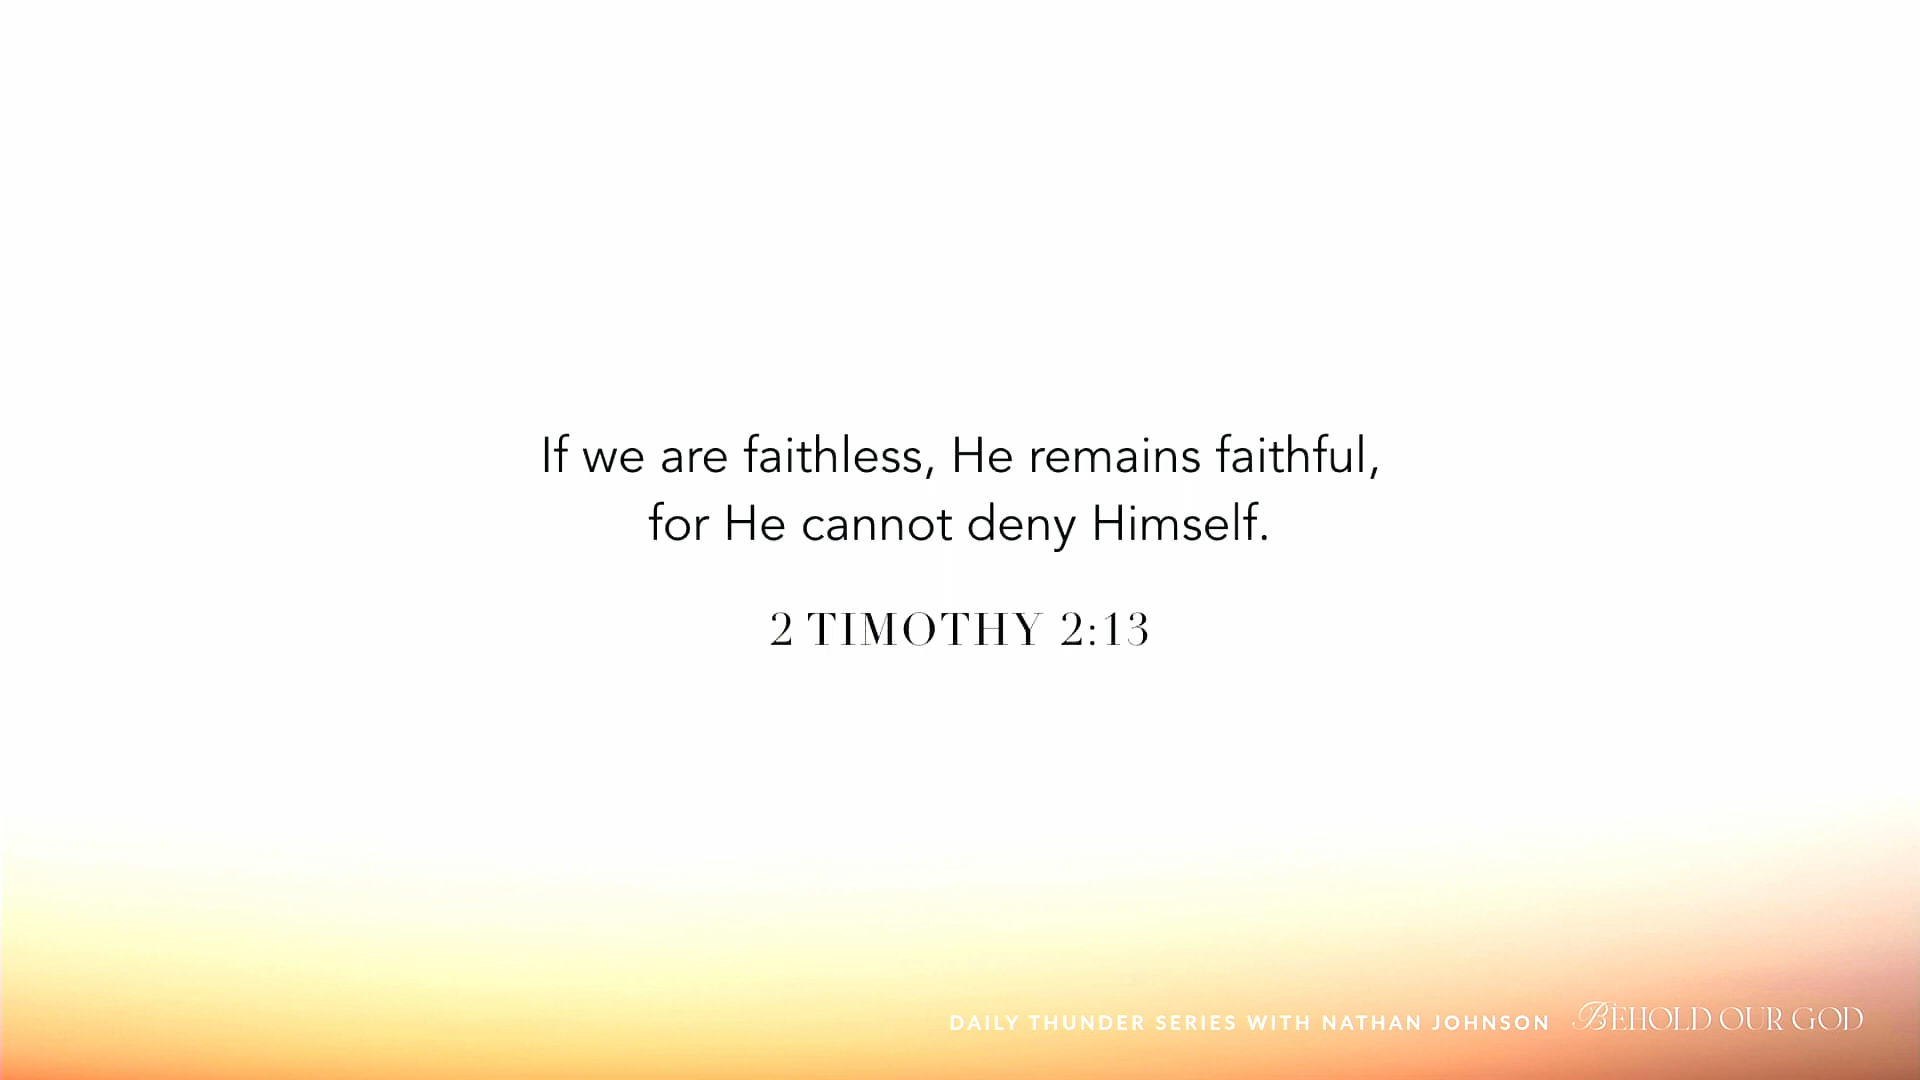 If we are faithless, He remains faithful,
for He cannot deny Himself.
2 TIMOTHY 2:13
DAILY THUNDER SERIES WITH NATHAN JOHNSON BEHOLD OUR GOD